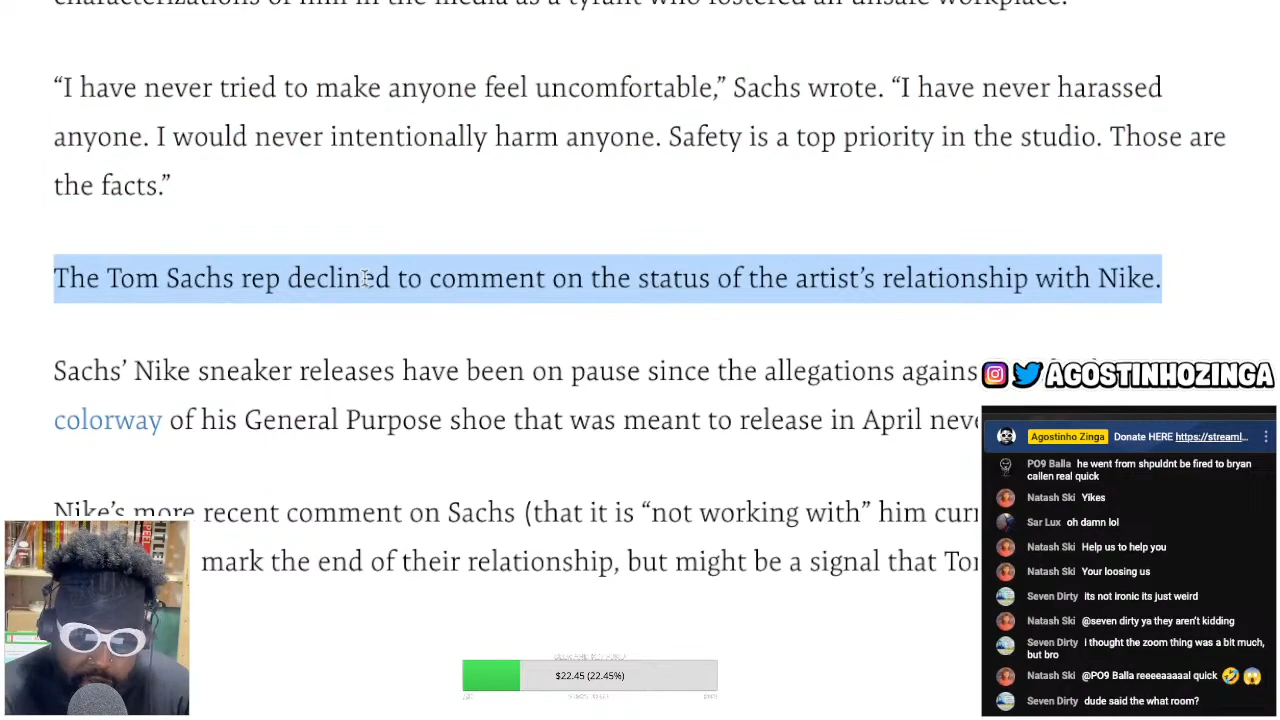 “I have never tried to make anyone feel uncomfortable,” Sachs wrote. “I have never harassed
anyone. I would never intentionally harm anyone. Safety is a top priority in the studio. Those are
the facts.”
The Tom Sachs rep declined to comment on the status of the artist’s relationship with Nike.
Sachs’ Nike sneaker releases have been on pause since the allegations agains
colorway of his General Purpose shoe that was meant to release in April neve
Nike’s more recent comment on Sachs (that it is “not working with” him curr
mark the end of their relationship, but might be a signal that Tom
AGOSTINHOZINGA
Agostinho Zinga Donate HERE https://streaml...
PO9 Balla he went from shpuldnt be fired to bryan
callen real quick
Natash Ski Yikes
Sar Lux oh damn lol
Natash Ski Help us to help you
Natash Ski Your loosing us
Seven Dirty its not ironic its just weird
Natash Ski @seven dirty ya they aren’t kidding
Seven Dirty i thought the zoom thing was a bit much,
but bro
Natash Ski @PO9 Balla reeeeaaaaal quick 🤣 😱
Seven Dirty dude said the what room?
$22.45 (22.45%)